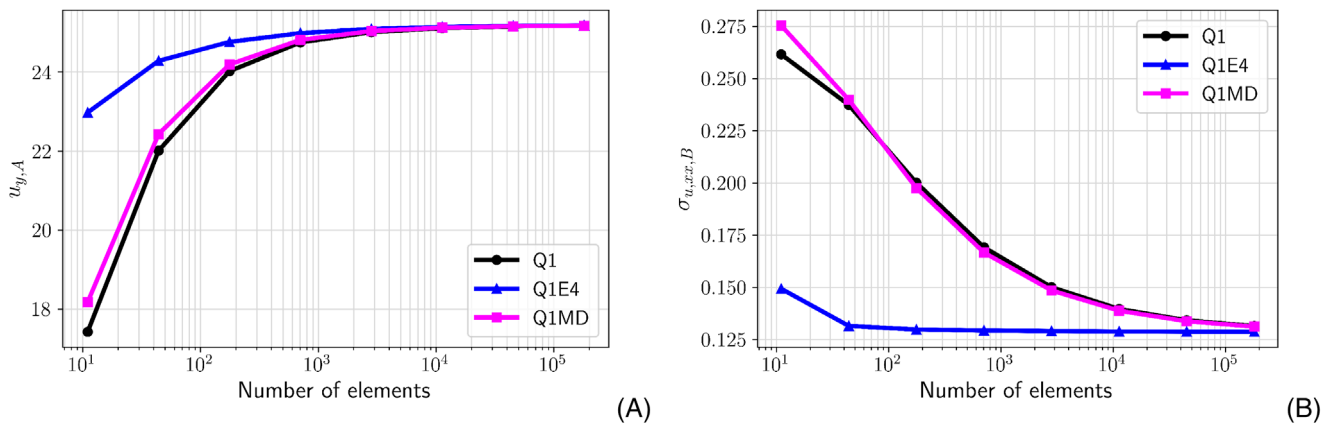 24
22
20
18
u_{y,A}
10^1
10^2
10^3
10^4
10^5
Number of elements
Q1
Q1E4
Q1MD
(A)
0.275
0.250
0.225
0.200
0.175
0.150
0.125
σ_{u,xx,B}
10^1
10^2
10^3
10^4
10^5
Number of elements
Q1
Q1E4
Q1MD
(B)